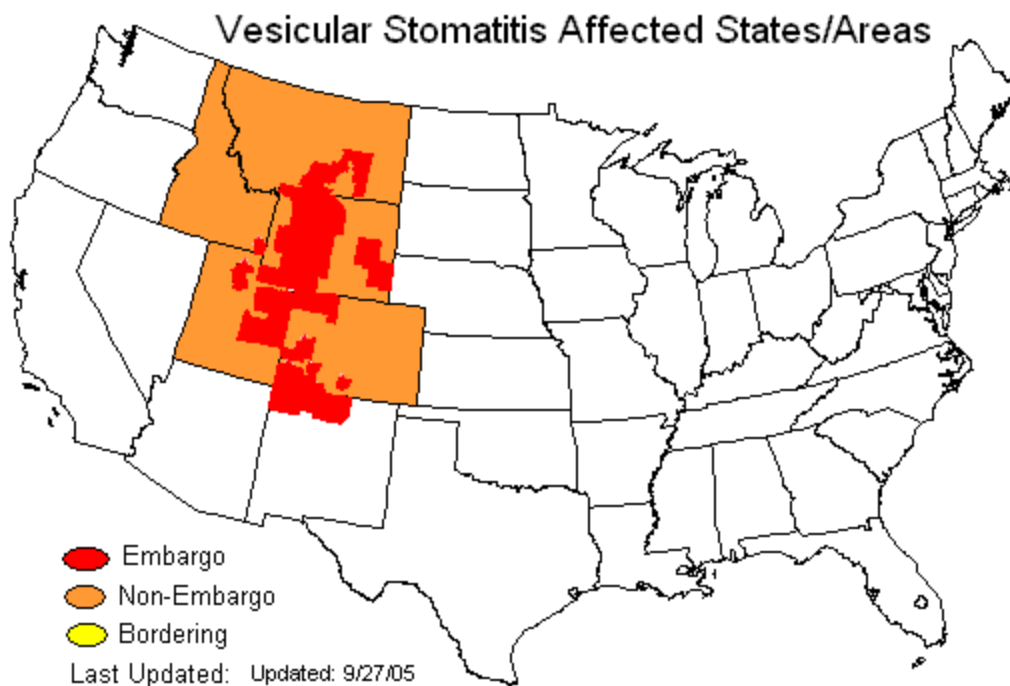 Vesicular Stomatitis Affected States/Areas
Embargo
Non-Embargo
Bordering
Last Updated: Updated: 9/27/05